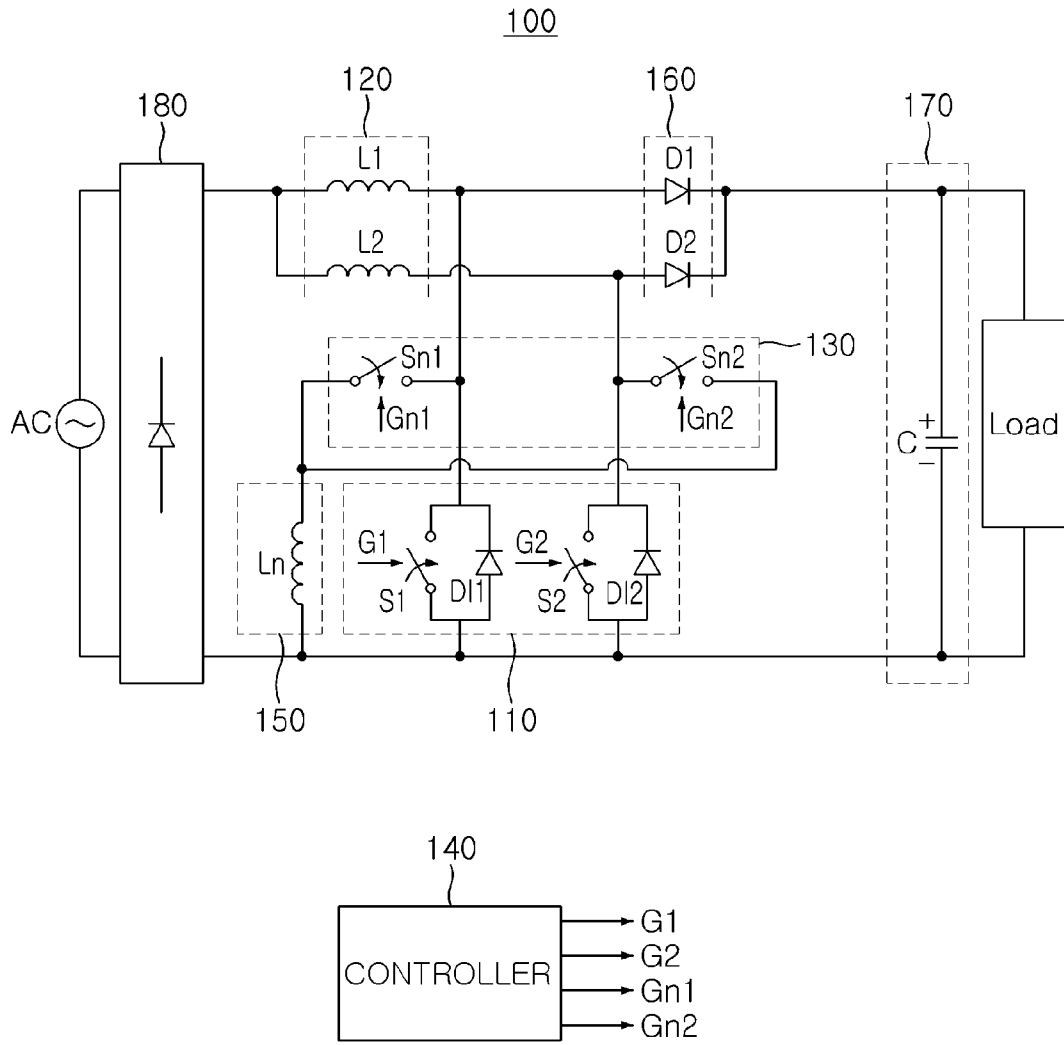 100
120
160
180
170
L1
D1
L2
D2
Sn1
Sn2
130
Gn1
Gn2
AC
C
+
−
Load
Ln
G1
S1
DI1
G2
S2
DI2
150
110
140
CONTROLLER
G1
G2
Gn1
Gn2